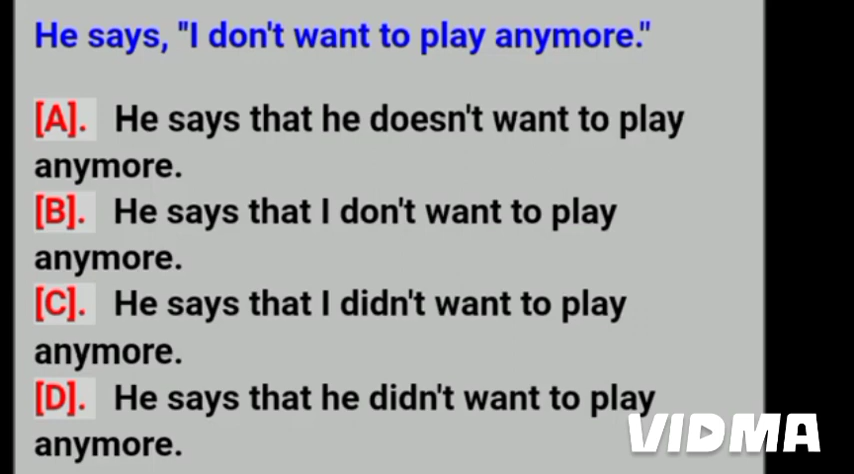 He says, "I don't want to play anymore."
[A]. He says that he doesn't want to play
anymore.
[B]. He says that I don't want to play
anymore.
[C]. He says that I didn't want to play
anymore.
[D]. He says that he didn't want to play
anymore.
VIDMA